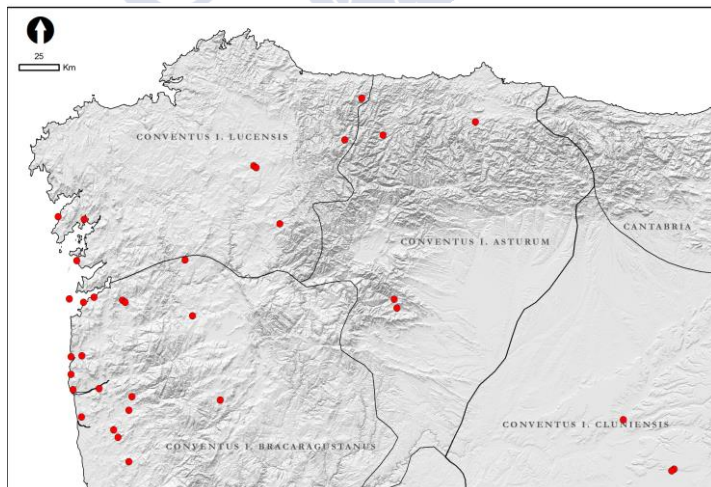 25
Km
CONVENTUS I. LUCENSIS
CONVENTUS I. ASTURUM
CANTABRIA
CONVENTUS I. CLUNIENSIS
CONVENTUS I. BRACARAGUSTANUS